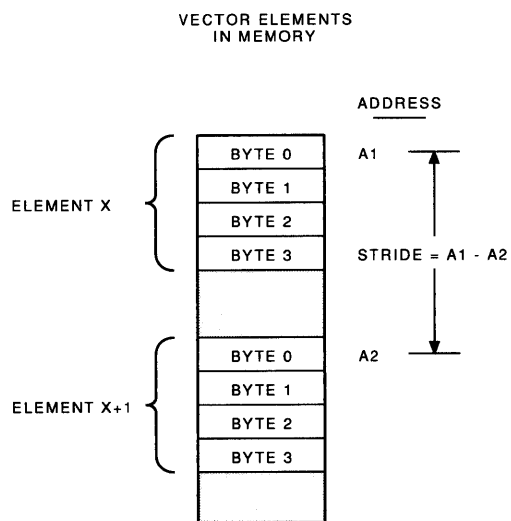 VECTOR ELEMENTS
IN MEMORY
ADDRESS
BYTE 0 A1
BYTE 1
ELEMENT X
BYTE 2
BYTE 3 STRIDE = A1 - A2
BYTE 0 A2
BYTE 1
ELEMENT X+1
BYTE 2
BYTE 3